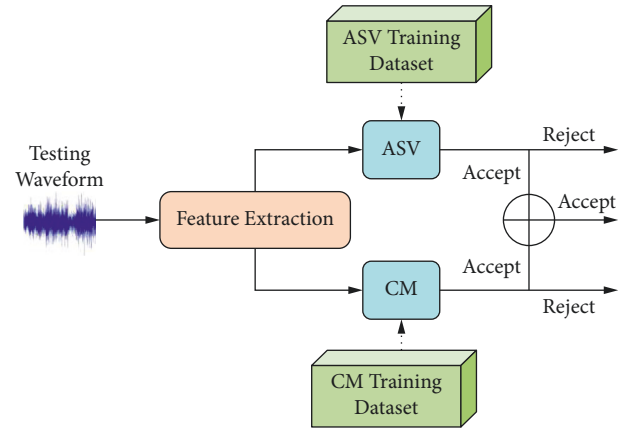 ASV Training
Dataset
Testing
Waveform
ASV
Reject
Accept
Feature Extraction
Accept
Accept
CM
Reject
CM Training
Dataset